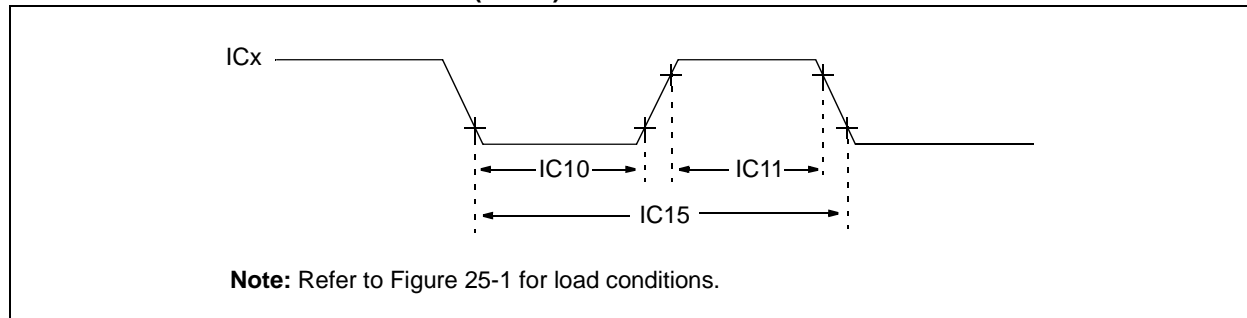 ICx
IC10
IC11
IC15
Note: Refer to Figure 25-1 for load conditions.